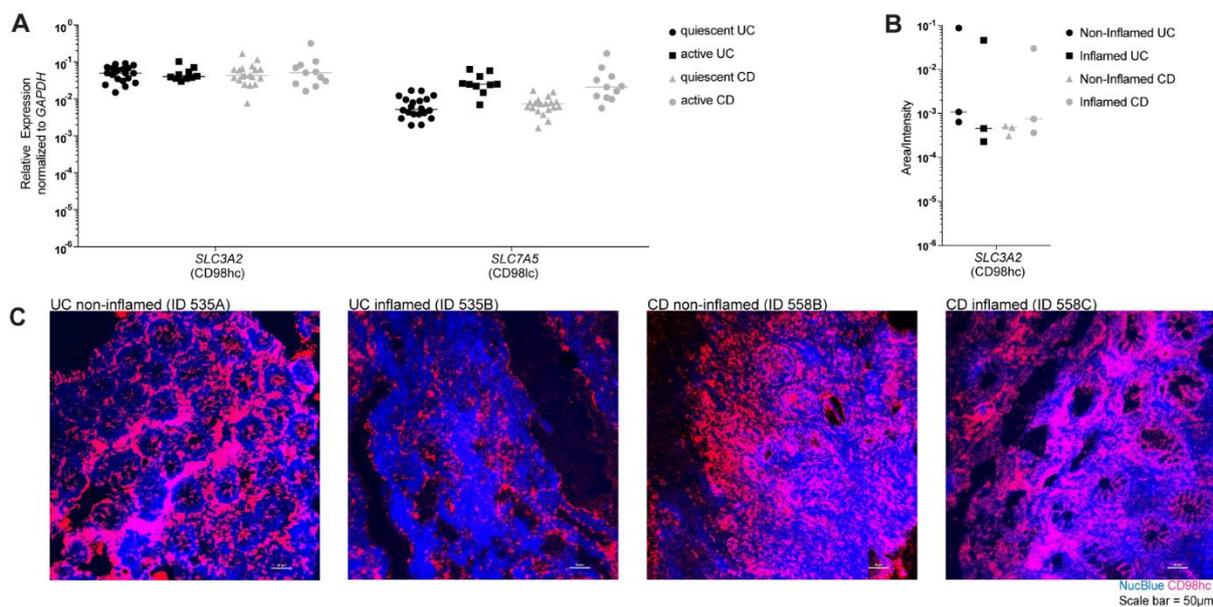 A
10⁰
10⁻¹
10⁻²
10⁻³
10⁻⁴
10⁻⁵
10⁻⁶
Relative Expression
normalized to GAPDH
SLC3A2
(CD98hc)
SLC7A5
(CD98lc)
quiescent UC
active UC
quiescent CD
active CD
B
10⁻¹
10⁻²
10⁻³
10⁻⁴
10⁻⁵
10⁻⁶
Area/Intensity
SLC3A2
(CD98hc)
Non-Inflamed UC
Inflamed UC
Non-Inflamed CD
Inflamed CD
C
UC non-inflamed (ID 535A)
UC inflamed (ID 535B)
CD non-inflamed (ID 558B)
CD inflamed (ID 558C)
NucBlue CD98hc
Scale bar = 50µm